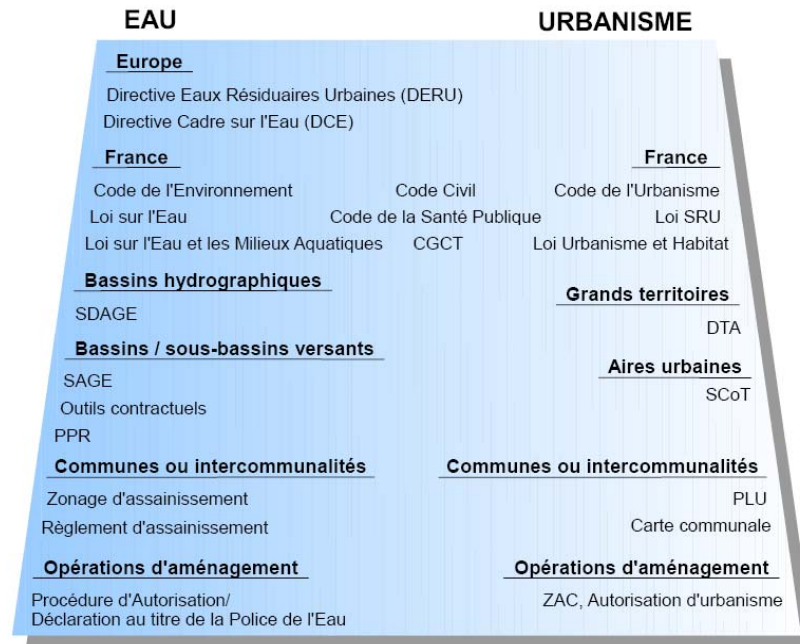 EAU
URBANISME
Europe
Directive Eaux Résiduaires Urbaines (DERU)
Directive Cadre sur l'Eau (DCE)
France
France
Code de l'Environnement
Code Civil
Code de l'Urbanisme
Loi sur l'Eau
Code de la Santé Publique
Loi SRU
Loi sur l'Eau et les Milieux Aquatiques
CGCT
Loi Urbanisme et Habitat
Bassins hydrographiques
Grands territoires
SDAGE
DTA
Bassins / sous-bassins versants
Aires urbaines
SAGE
SCoT
Outils contractuels
PPR
Communes ou intercommunalités
Communes ou intercommunalités
Zonage d'assainissement
PLU
Règlement d'assainissement
Carte communale
Opérations d'aménagement
Opérations d'aménagement
Procédure d'Autorisation/
Déclaration au titre de la Police de l'Eau
ZAC, Autorisation d'urbanisme